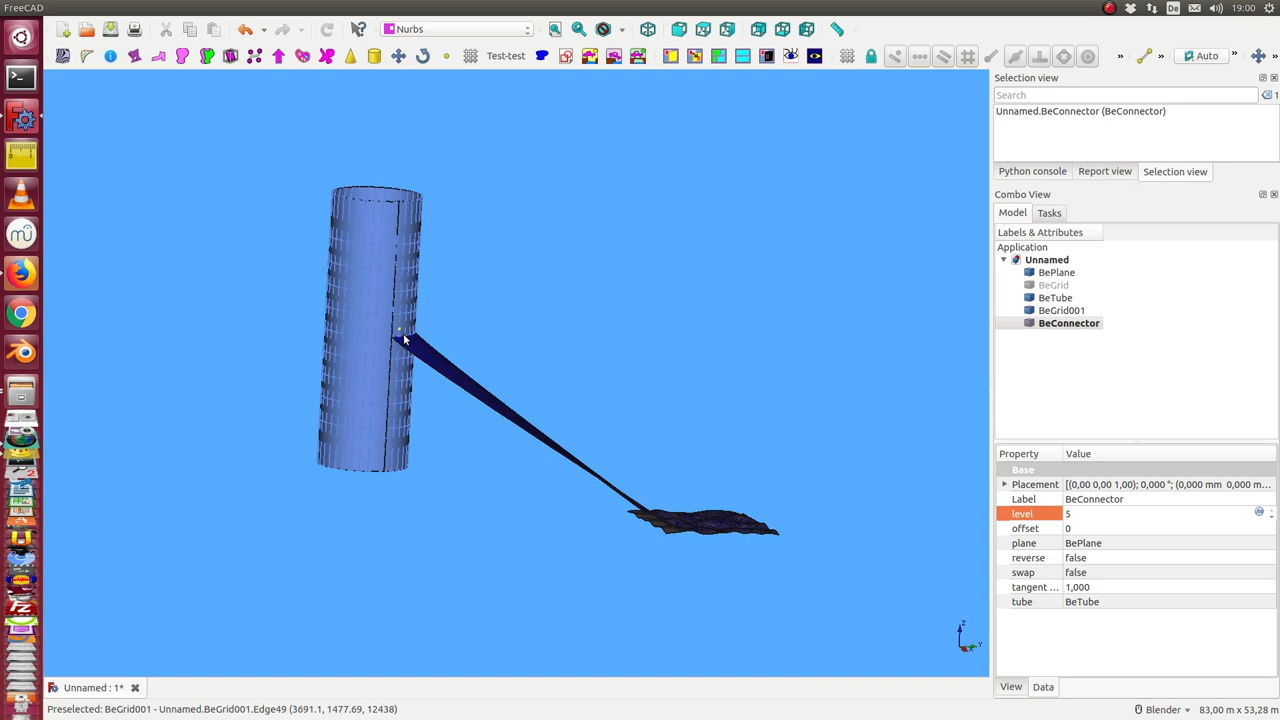 FreeCAD
19:00
Nurbs
Test-test
Auto
Selection view
Search
1
Unnamed.BeConnector (BeConnector)
Python console
Report view
Selection view
Combo View
Model
Tasks
Labels & Attributes
Application
Unnamed
BePlane
BeGrid
BeTube
BeGrid001
BeConnector
Property Value
Base
Placement [(0,00 0,00 1,00); 0,000 °; (0,000 mm 0,000 m...
Label BeConnector
level 5
offset 0
plane BePlane
reverse false
swap false
tangent ... 1,000
tube BeTube
Z
Y
X
View
Data
Unnamed : 1*
Preselected: BeGrid001 - Unnamed.BeGrid001.Edge49 (3691.1, 1477.69, 12438)
Blender
83,00 m x 53,28 m